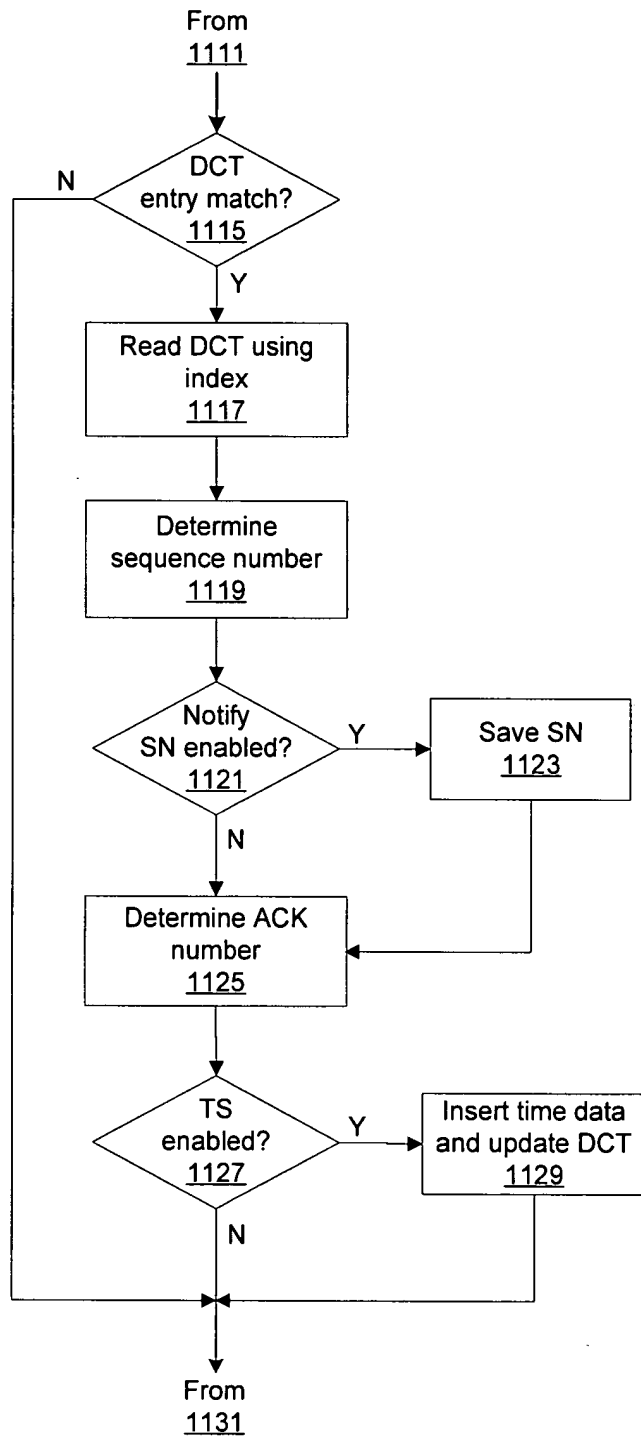 From
1111
DCT
entry match?
1115
N
Y
Read DCT using
index
1117
Determine
sequence number
1119
Notify
SN enabled?
1121
Y
Save SN
1123
N
Determine ACK
number
1125
TS
enabled?
1127
Y
Insert time data
and update DCT
1129
N
From
1131